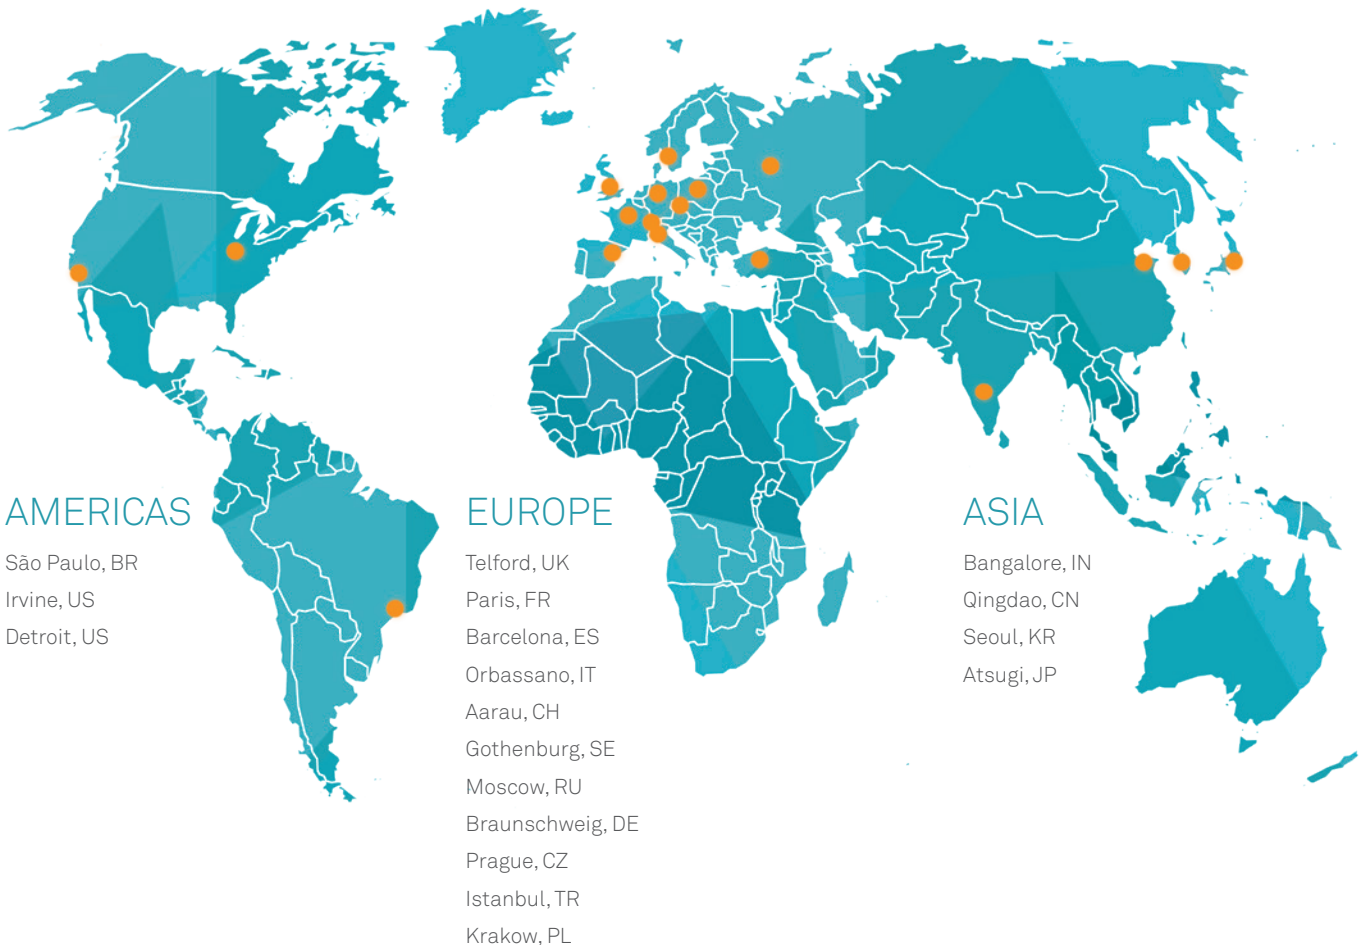 AMERICAS
São Paulo, BR
Irvine, US
Detroit, US
EUROPE
Telford, UK
Paris, FR
Barcelona, ES
Orbassano, IT
Aarau, CH
Gothenburg, SE
Moscow, RU
Braunschweig, DE
Prague, CZ
Istanbul, TR
Krakow, PL
ASIA
Bangalore, IN
Qingdao, CN
Seoul, KR
Atsugi, JP